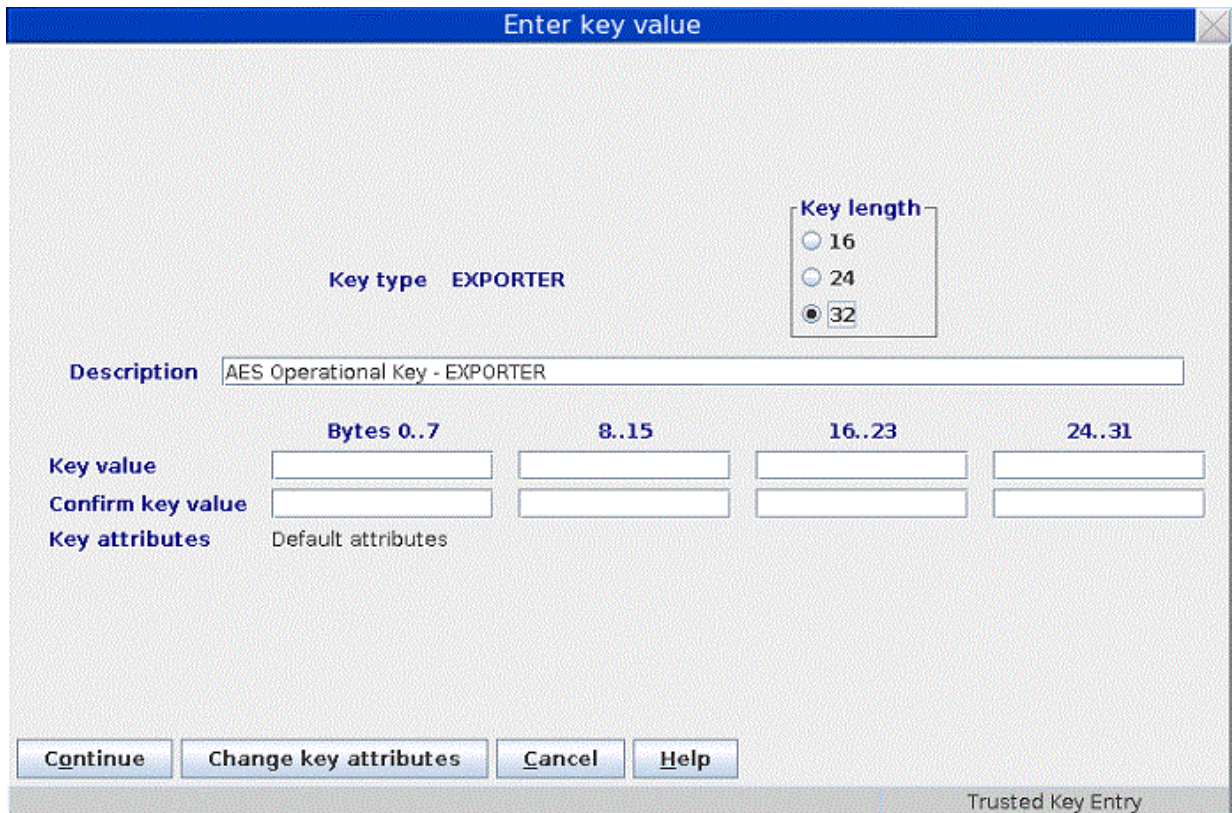 Enter key value
Key length
16
Key type EXPORTER
24
32
Description AES Operational Key - EXPORTER
Bytes 0..7 8..15 16..23 24..31
Key value
Confirm key value
Key attributes Default attributes
Continue Change key attributes Cancel Help
Trusted Key Entry